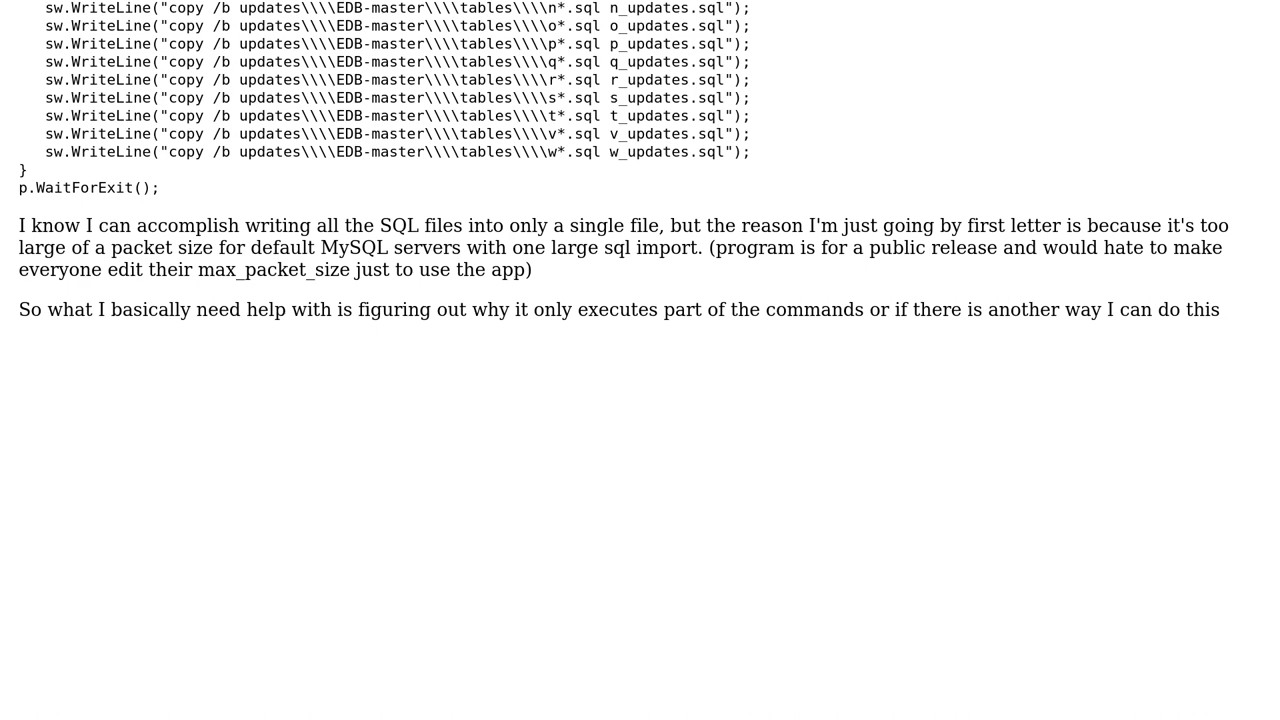 sw.WriteLine("copy /b updates\\\\EDB-master\\\\tables\\\\n*.sql n_updates.sql");
sw.WriteLine("copy /b updates\\\\EDB-master\\\\tables\\\\o*.sql o_updates.sql");
sw.WriteLine("copy /b updates\\\\EDB-master\\\\tables\\\\p*.sql p_updates.sql");
sw.WriteLine("copy /b updates\\\\EDB-master\\\\tables\\\\q*.sql q_updates.sql");
sw.WriteLine("copy /b updates\\\\EDB-master\\\\tables\\\\r*.sql r_updates.sql");
sw.WriteLine("copy /b updates\\\\EDB-master\\\\tables\\\\s*.sql s_updates.sql");
sw.WriteLine("copy /b updates\\\\EDB-master\\\\tables\\\\t*.sql t_updates.sql");
sw.WriteLine("copy /b updates\\\\EDB-master\\\\tables\\\\v*.sql v_updates.sql");
sw.WriteLine("copy /b updates\\\\EDB-master\\\\tables\\\\w*.sql w_updates.sql");
}
p.WaitForExit();
I know I can accomplish writing all the SQL files into only a single file, but the reason I'm just going by first letter is because it's too
large of a packet size for default MySQL servers with one large sql import. (program is for a public release and would hate to make
everyone edit their max_packet_size just to use the app)
So what I basically need help with is figuring out why it only executes part of the commands or if there is another way I can do this